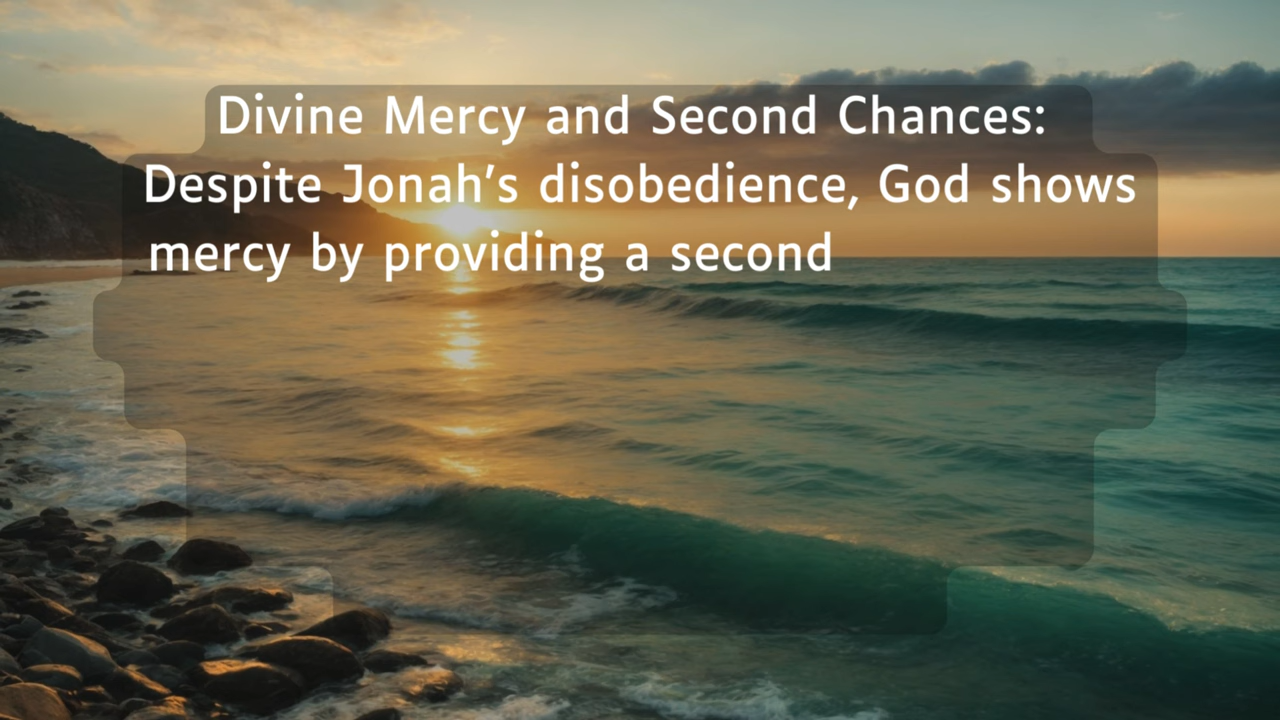 Divine Mercy and Second Chances:
Despite Jonah’s disobedience, God shows
mercy by providing a second